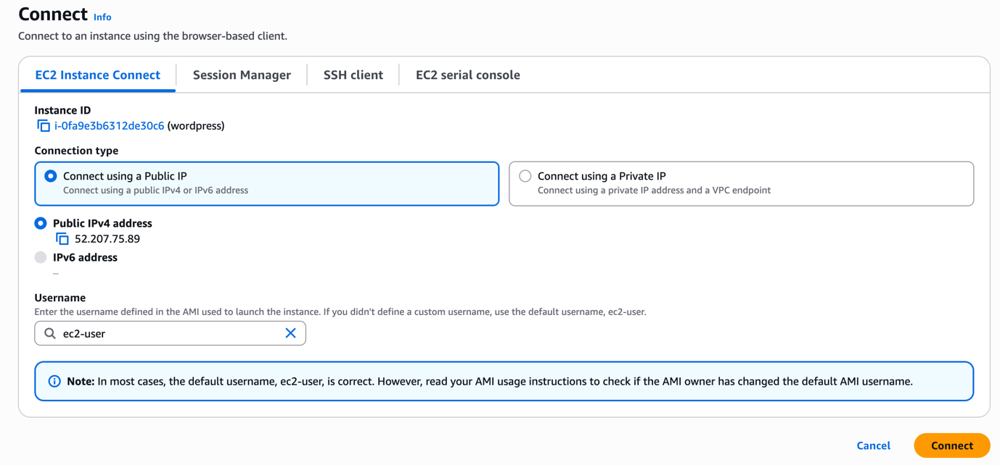 Connect Info
Connect to an instance using the browser-based client.
EC2 Instance Connect Session Manager SSH client EC2 serial console
Instance ID
i-0fa9e3b6312de30c6 (wordpress)
Connection type
Connect using a Public IP
Connect using a public IPv4 or IPv6 address
Connect using a Private IP
Connect using a private IP address and a VPC endpoint
Public IPv4 address
52.207.75.89
IPv6 address
–
Username
Enter the username defined in the AMI used to launch the instance. If you didn't define a custom username, use the default username, ec2-user.
ec2-user
Note: In most cases, the default username, ec2-user, is correct. However, read your AMI usage instructions to check if the AMI owner has changed the default AMI username.
Cancel Connect